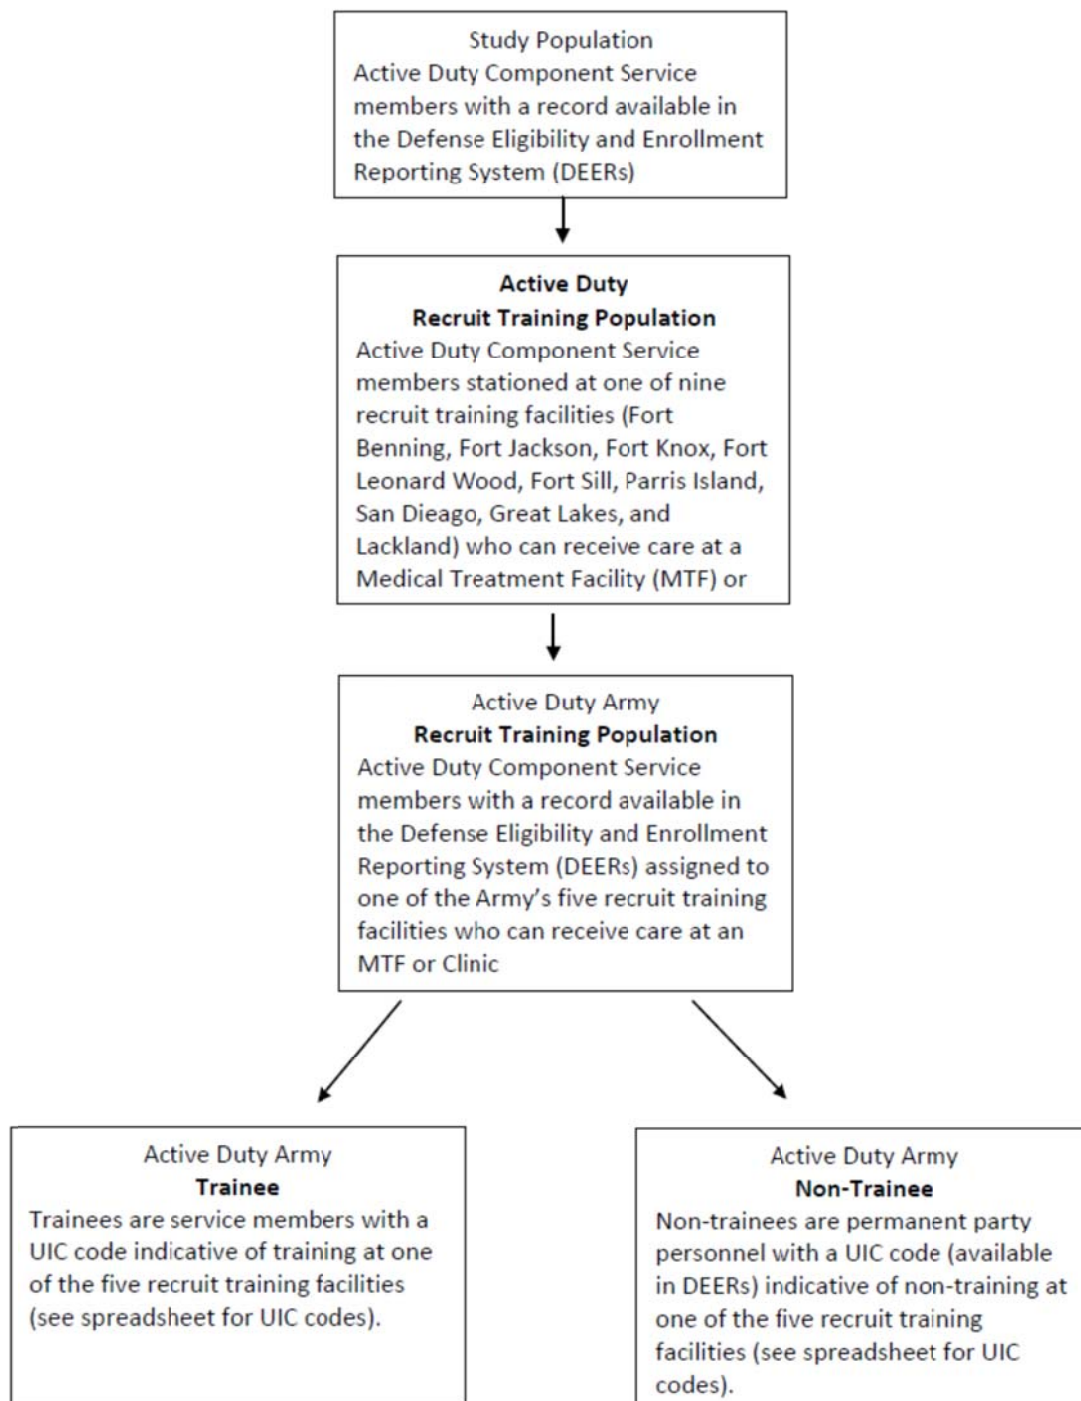 Study Population
Active Duty Component Service
members with a record available in
the Defense Eligibility and Enrollment
Reporting System (DEERs)
Active Duty
Recruit Training Population
Active Duty Component Service
members stationed at one of nine
recruit training facilities (Fort
Benning, Fort Jackson, Fort Knox, Fort
Leonard Wood, Fort Sill, Parris Island,
San Dieago, Great Lakes, and
Lackland) who can receive care at a
Medical Treatment Facility (MTF) or
Active Duty Army
Recruit Training Population
Active Duty Component Service
members with a record available in
the Defense Eligibility and Enrollment
Reporting System (DEERs) assigned to
one of the Army's five recruit training
facilities who can receive care at an
MTF or Clinic
Active Duty Army
Trainee
Trainees are service members with a
UIC code indicative of training at one
of the five recruit training facilities
(see spreadsheet for UIC codes).
Active Duty Army
Non-Trainee
Non-trainees are permanent party
personnel with a UIC code (available
in DEERs) indicative of non-training at
one of the five recruit training
facilities (see spreadsheet for UIC
codes).